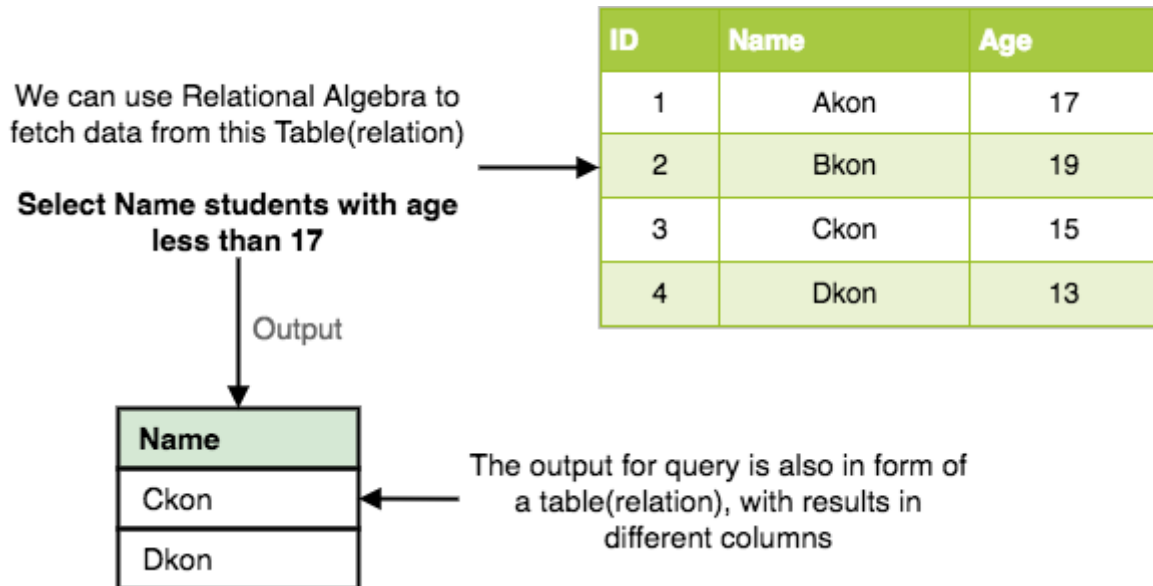 We can use Relational Algebra to
fetch data from this Table(relation)
Select Name students with age
less than 17
ID Name Age
1 Akon 17
2 Bkon 19
3 Ckon 15
4 Dkon 13
Output
Name
Ckon
Dkon
The output for query is also in form of
a table(relation), with results in
different columns